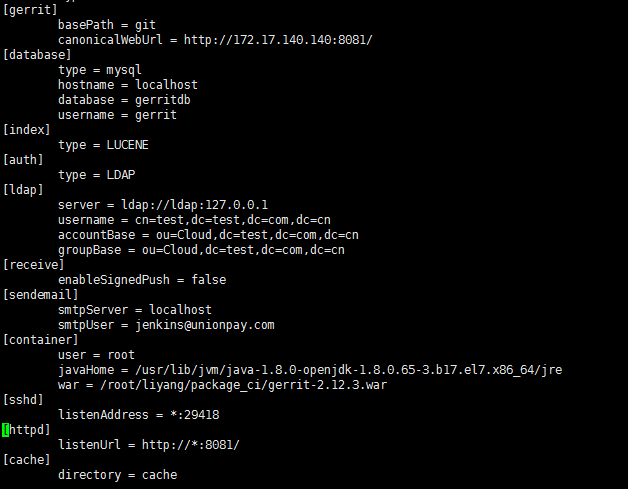 [gerrit]
basePath = git
canonicalWebUrl = http://172.17.140.140:8081/
[database]
type = mysql
hostname = localhost
database = gerritdb
username = gerrit
[index]
type = LUCENE
[auth]
type = LDAP
[ldap]
server = ldap://ldap:127.0.0.1
username = cn=test,dc=test,dc=com,dc=cn
accountBase = ou=Cloud,dc=test,dc=com,dc=cn
groupBase = ou=Cloud,dc=test,dc=com,dc=cn
[receive]
enableSignedPush = false
[sendemail]
smtpServer = localhost
smtpUser = jenkins@unionpay.com
[container]
user = root
javaHome = /usr/lib/jvm/java-1.8.0-openjdk-1.8.0.65-3.b17.el7.x86_64/jre
war = /root/liyang/package_ci/gerrit-2.12.3.war
[sshd]
listenAddress = *:29418
[httpd]
listenUrl = http://*:8081/
[cache]
directory = cache